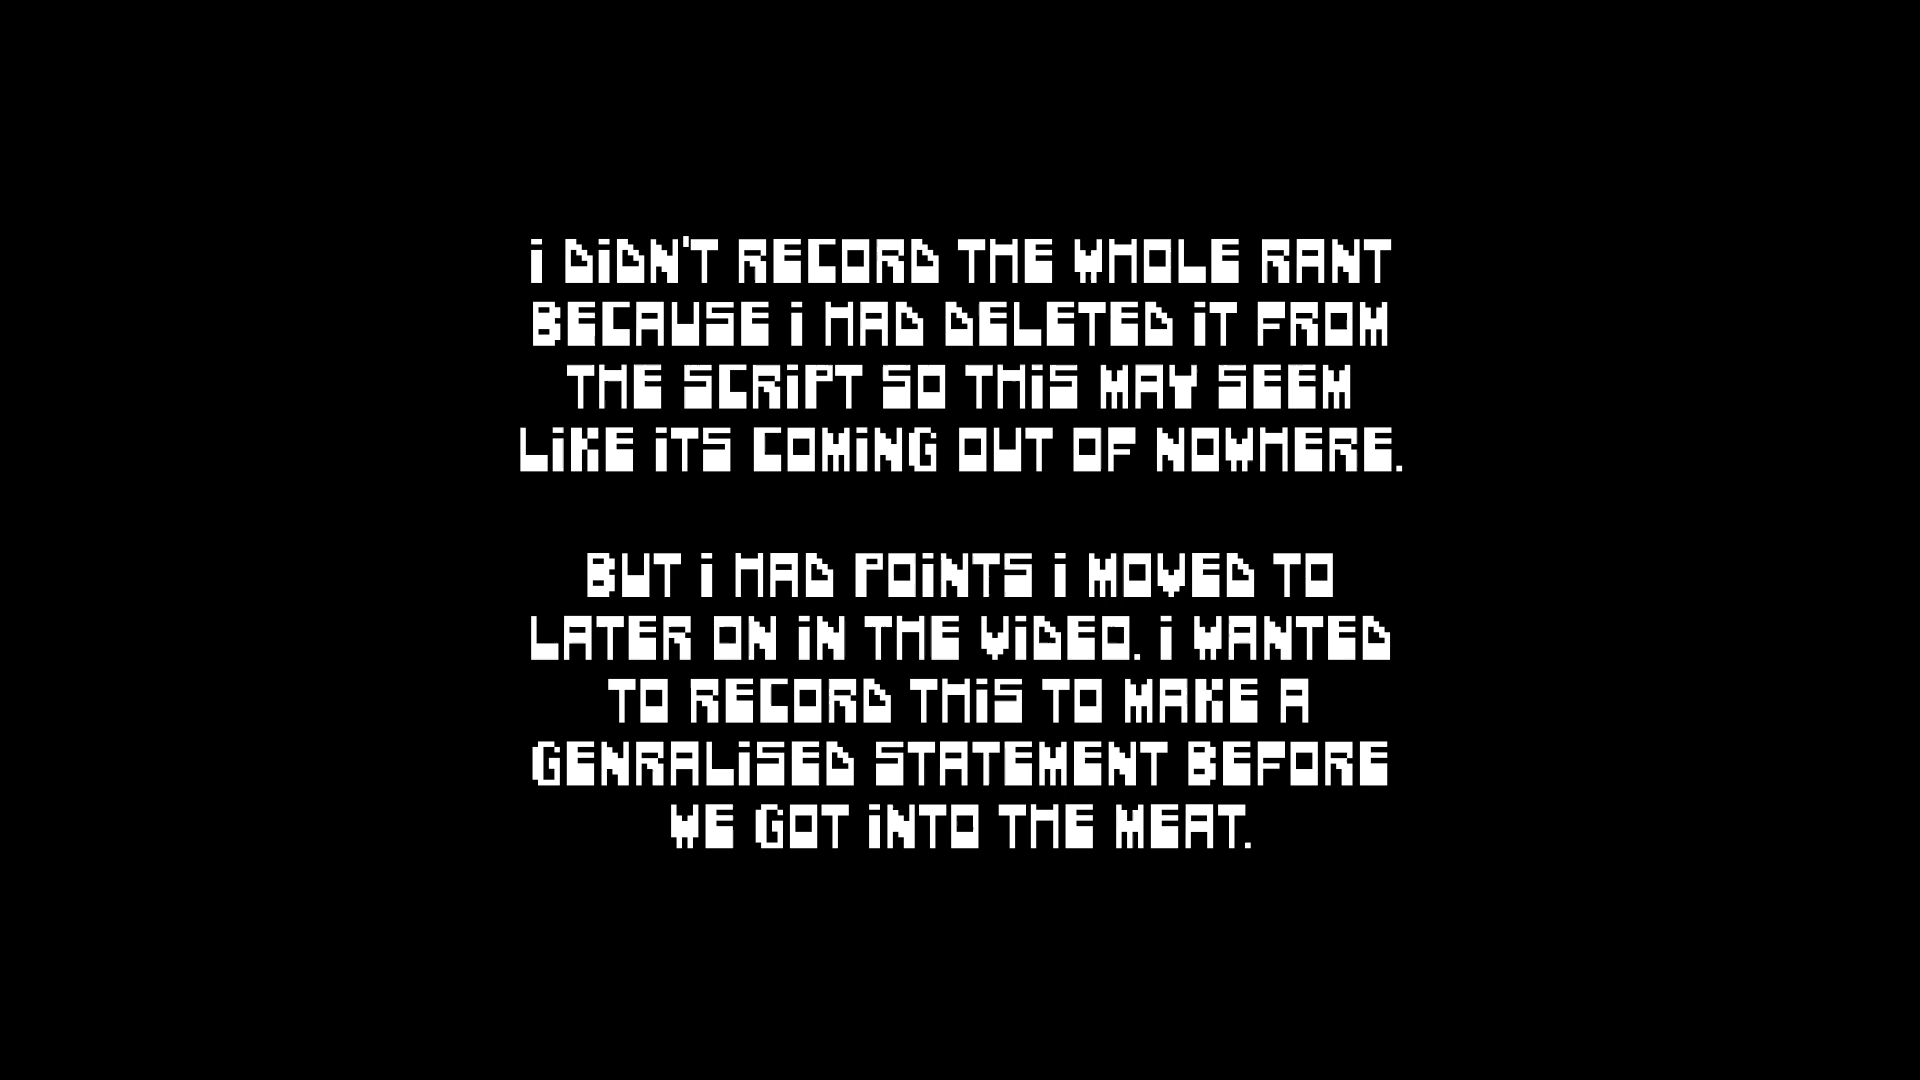 i DiDN'T RECORD THE WHOLE RANT
BECAUSE i HAD DELETED iT FROM
THE SCRiPT SO THiS MAY SEEM
LiKE iTS COMiNG OUT OF NOWHERE.
BUT i HAD POiNTS i MOVED TO
LATER ON iN THE ViDEO. i WANTED
TO RECORD THiS TO MAKE A
GENRALiSED STATEMENT BEFORE
WE GOT iNTO THE MEAT.